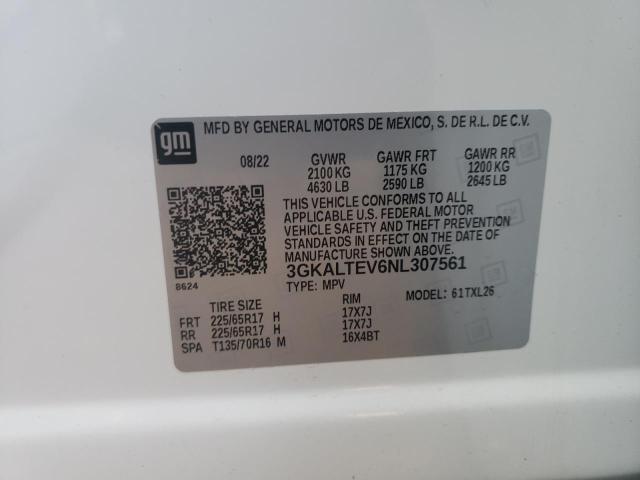 gm
MFD BY GENERAL MOTORS DE MEXICO, S. DE R.L. DE C.V.
08/22 GVWR GAWR FRT GAWR RR
2100 KG 1175 KG 1200 KG
4630 LB 2590 LB 2645 LB
THIS VEHICLE CONFORMS TO ALL
APPLICABLE U.S. FEDERAL MOTOR
VEHICLE SAFETY AND THEFT PREVENTION
STANDARDS IN EFFECT ON THE DATE OF
MANUFACTURE SHOWN ABOVE.
3GKALTEV6NL307561
8624 TYPE: MPV MODEL: 61TXL26
TIRE SIZE RIM
FRT 225/65R17 H 17X7J
RR 225/65R17 H 17X7J
SPA T135/70R16 M 16X4BT